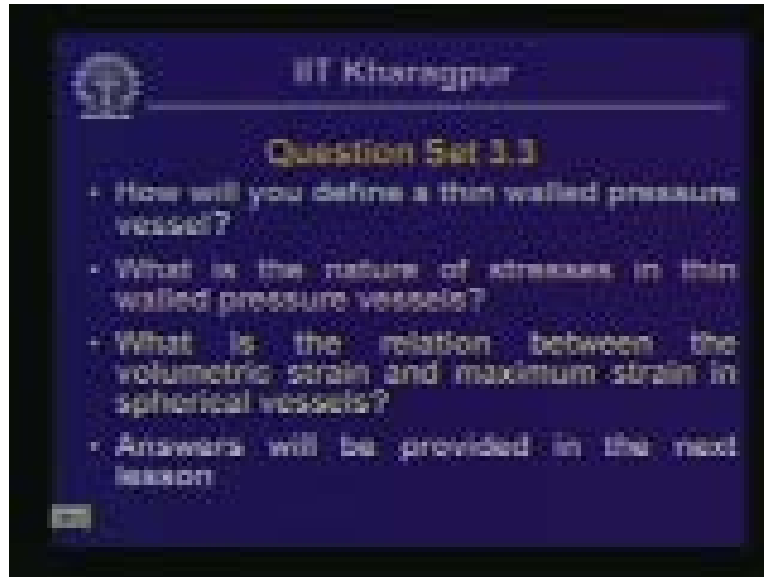 IIT Kharagpur
Question Set 3.3
• How will you define a thin walled pressure
vessel?
• What is the nature of stresses in thin
walled pressure vessels?
• What is the relation between the
volumetric strain and maximum strain in
spherical vessels?
• Answers will be provided in the next
lesson